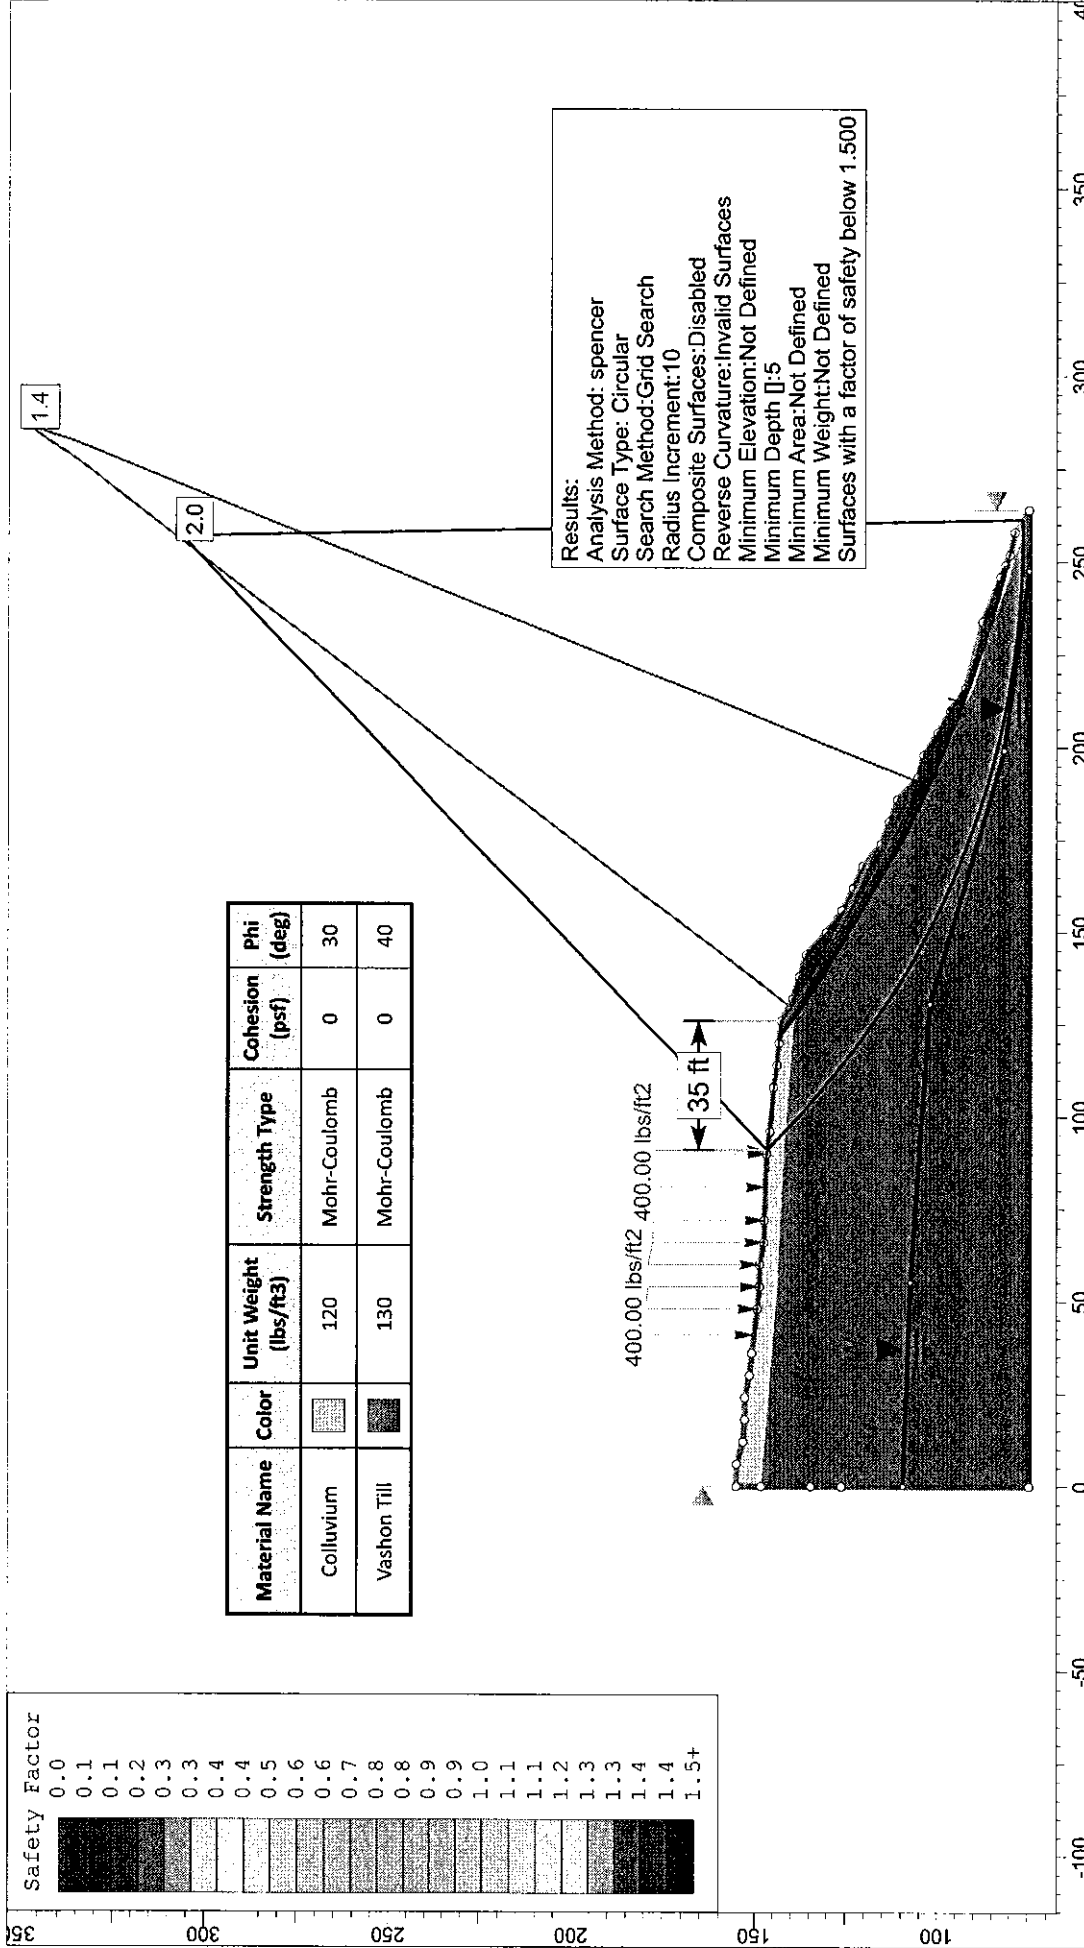 Safety Factor
0.0
0.1
0.1
0.2
0.3
0.3
0.4
0.4
0.5
0.6
0.6
0.7
0.8
0.8
0.9
0.9
1.0
1.1
1.1
1.2
1.3
1.3
1.4
1.4
1.5+
Material Name Color Unit Weight (lbs/ft3) Strength Type Cohesion (psf) Phi (deg)
Colluvium 120 Mohr-Coulomb 0 30
Vashon Till 130 Mohr-Coulomb 0 40
1.4
2.0
Results:
Analysis Method: spencer
Surface Type: Circular
Search Method:Grid Search
Radius Increment:10
Composite Surfaces:Disabled
Reverse Curvature:Invalid Surfaces
Minimum Elevation:Not Defined
Minimum Depth []:5
Minimum Area:Not Defined
Minimum Weight:Not Defined
Surfaces with a factor of safety below 1.500
35 ft
400.00 lbs/ft2
400.00 lbs/ft2
300
250
200
150
100
-100 -50 0 50 100 150 200 250 300 350